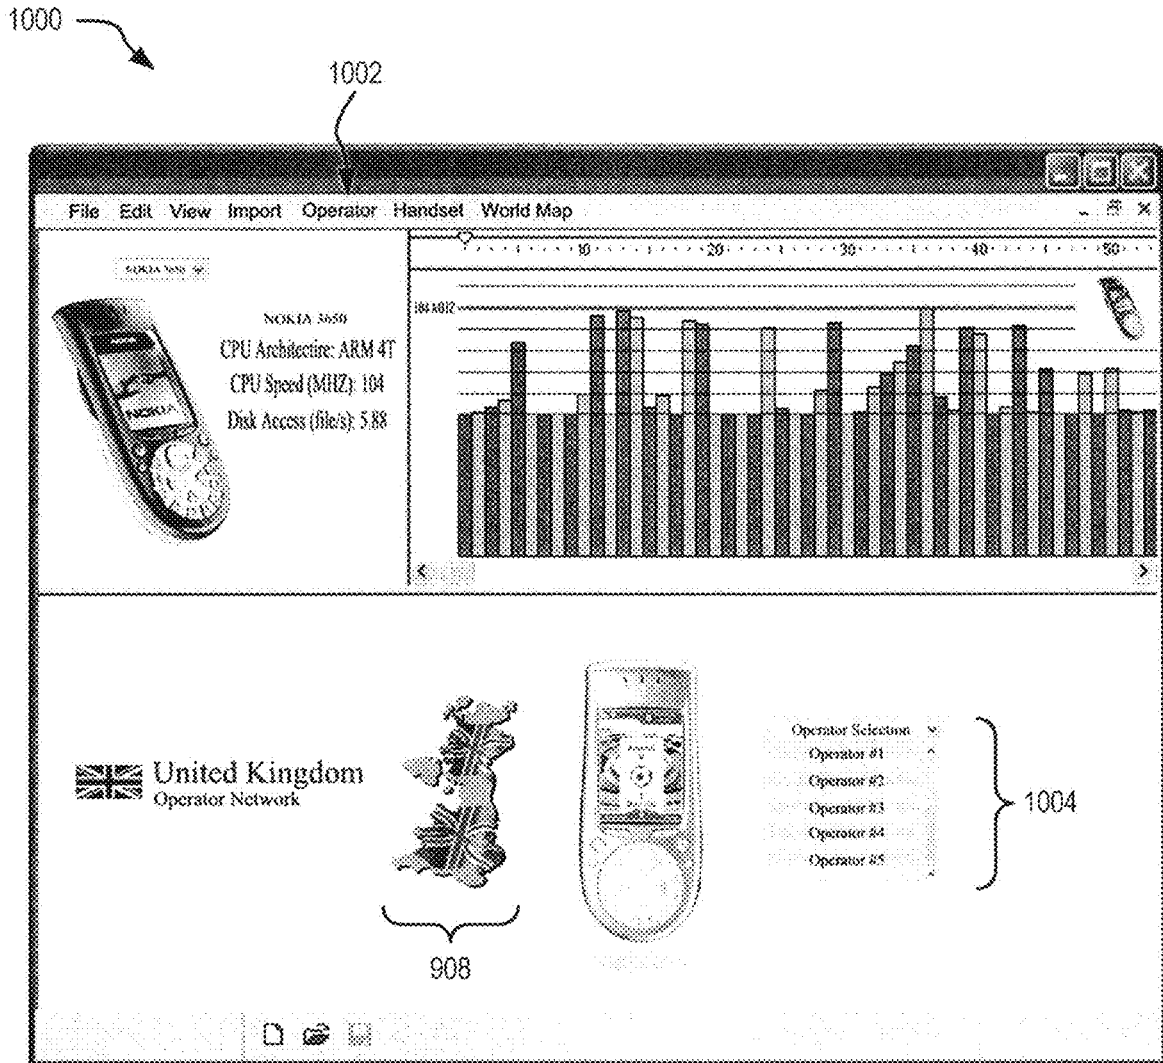 1000
1002
File Edit View Import Operator Handset World Map
10 20 30 40 50
NOKIA 3650
CPU Architectire: ARM 4T
CPU Speed (MHZ): 104
Disk Access (file/s): 5.88
NOKIA
United Kingdom
Operator Network
Operator Selection
Operator #1
Operator #2
Operator #3
Operator #4
Operator #5
1004
908